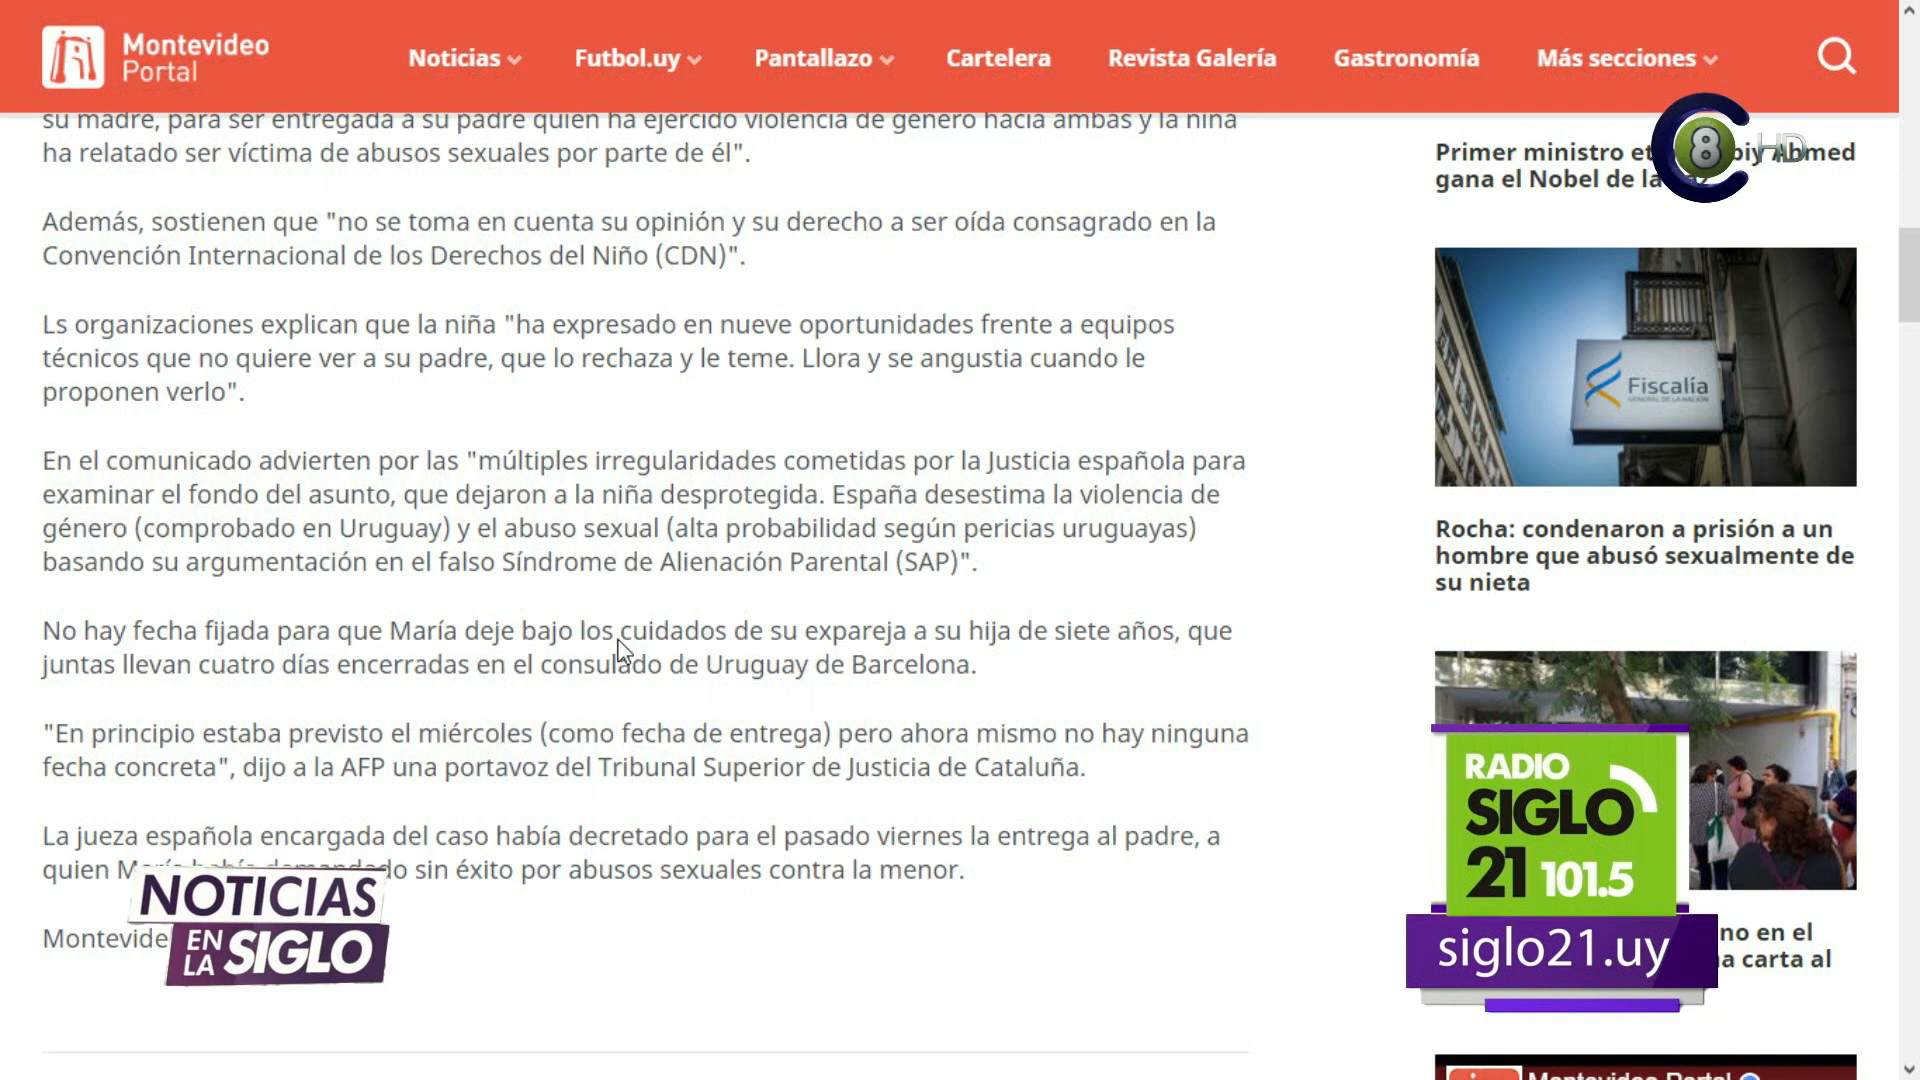 Montevideo
Portal
Noticias
Futbol.uy
Pantallazo
Cartelera
Revista Galería
Gastronomía
Más secciones
su madre, para ser entregada a su padre quien ha ejercido violencia de género hacia ambas y la niña
ha relatado ser víctima de abusos sexuales por parte de él".
Además, sostienen que "no se toma en cuenta su opinión y su derecho a ser oída consagrado en la
Convención Internacional de los Derechos del Niño (CDN)".
Ls organizaciones explican que la niña "ha expresado en nueve oportunidades frente a equipos
técnicos que no quiere ver a su padre, que lo rechaza y le teme. Llora y se angustia cuando le
proponen verlo".
En el comunicado advierten por las "múltiples irregularidades cometidas por la Justicia española para
examinar el fondo del asunto, que dejaron a la niña desprotegida. España desestima la violencia de
género (comprobado en Uruguay) y el abuso sexual (alta probabilidad según pericias uruguayas)
basando su argumentación en el falso Síndrome de Alienación Parental (SAP)".
No hay fecha fijada para que María deje bajo los cuidados de su expareja a su hija de siete años, que
juntas llevan cuatro días encerradas en el consulado de Uruguay de Barcelona.
"En principio estaba previsto el miércoles (como fecha de entrega) pero ahora mismo no hay ninguna
fecha concreta", dijo a la AFP una portavoz del Tribunal Superior de Justicia de Cataluña.
La jueza española encargada del caso había decretado para el pasado viernes la entrega al padre, a
quien María había demandado sin éxito por abusos sexuales contra la menor.
Montevide
NOTICIAS
EN LA SIGLO
8 HD
Primer ministro et Ahmed
gana el Nobel de la
Fiscalía
GENERAL DE LA NACIÓN
Rocha: condenaron a prisión a un
hombre que abusó sexualmente de
su nieta
RADIO
SIGLO
21 101.5
siglo21.uy
no en el
a carta al
Montevideo Portal